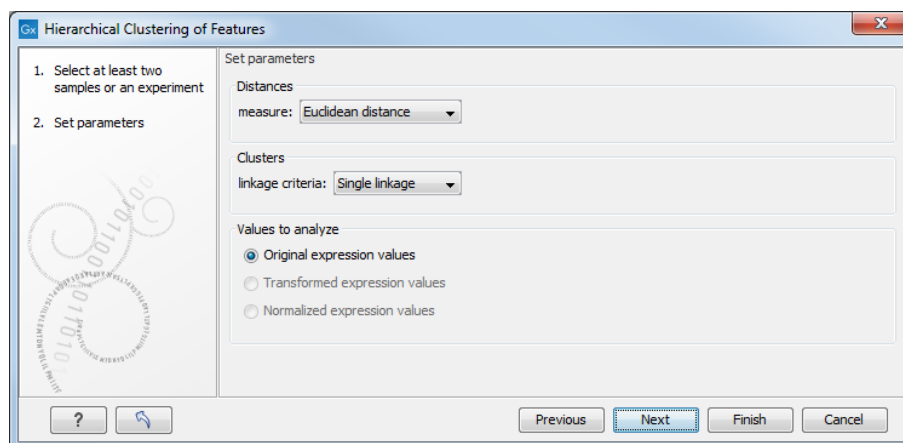 Gx Hierarchical Clustering of Features
1. Select at least two
samples or an experiment
2. Set parameters
Set parameters
Distances
measure: Euclidean distance
Clusters
linkage criteria: Single linkage
Values to analyze
Original expression values
Transformed expression values
Normalized expression values
? Previous Next Finish Cancel